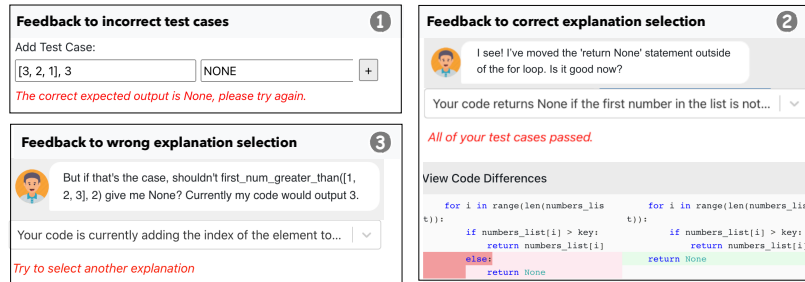 Feedback to incorrect test cases
1
Add Test Case:
[3, 2, 1], 3
NONE
+
The correct expected output is None, please try again.
Feedback to wrong explanation selection
3
But if that's the case, shouldn't first_num_greater_than([1,
2, 3], 2) give me None? Currently my code would output 3.
Your code is currently adding the index of the element to...
Try to select another explanation
Feedback to correct explanation selection
2
I see! I've moved the 'return None' statement outside
of the for loop. Is it good now?
Your code returns None if the first number in the list is not...
All of your test cases passed.
View Code Differences
for i in range(len(numbers_lis
t)):
if numbers_list[i] > key:
return numbers_list[i]
else:
return None
for i in range(len(numbers_lis
t)):
if numbers_list[i] > key:
return numbers_list[i]
return None